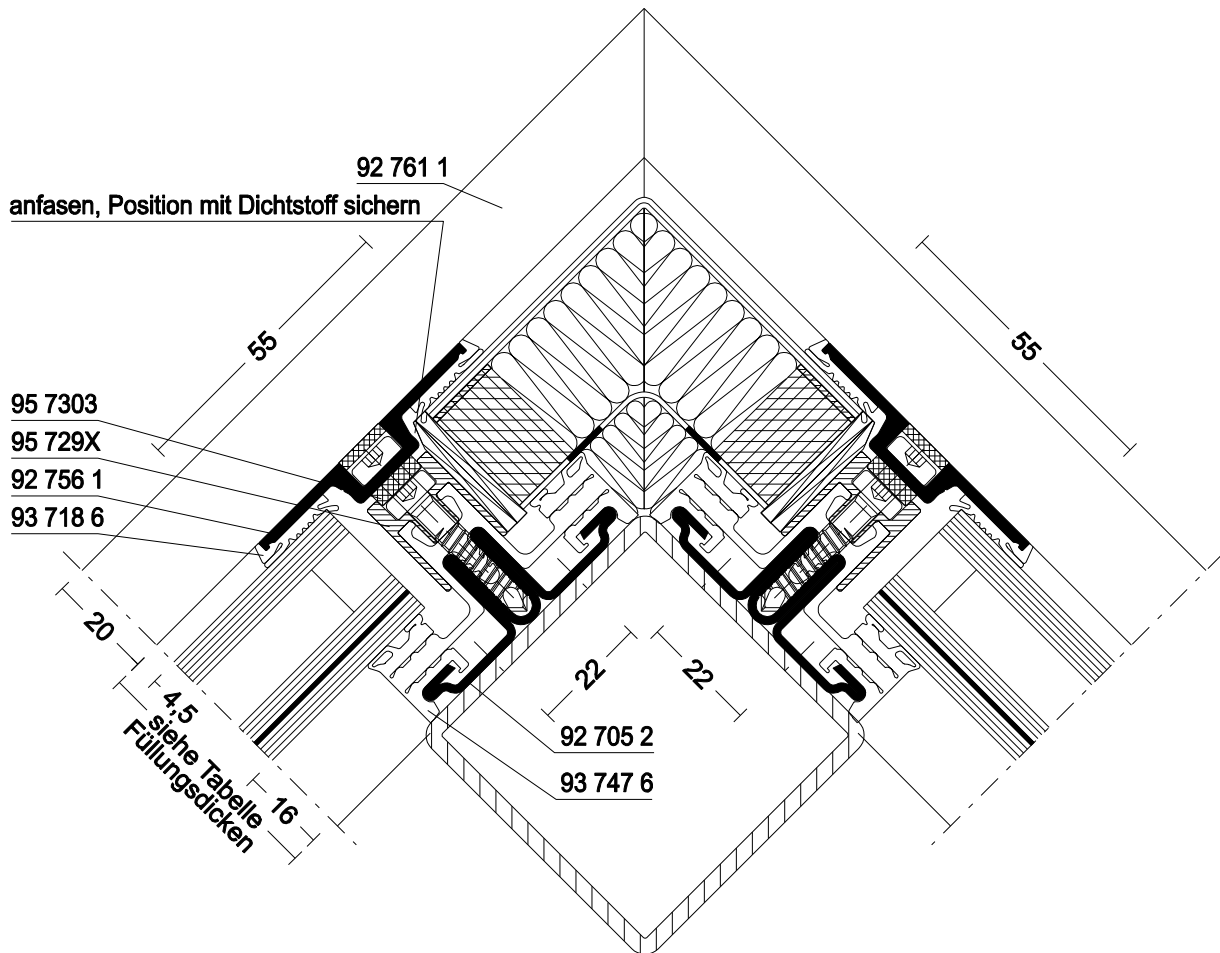 92 761 1
anfasen, Position mit Dichtstoff sichern
55
55
95 7303
95 729X
92 756 1
93 718 6
20
4,5
siehe Tabelle
Füllungsdicken
16
22
22
92 705 2
93 747 6